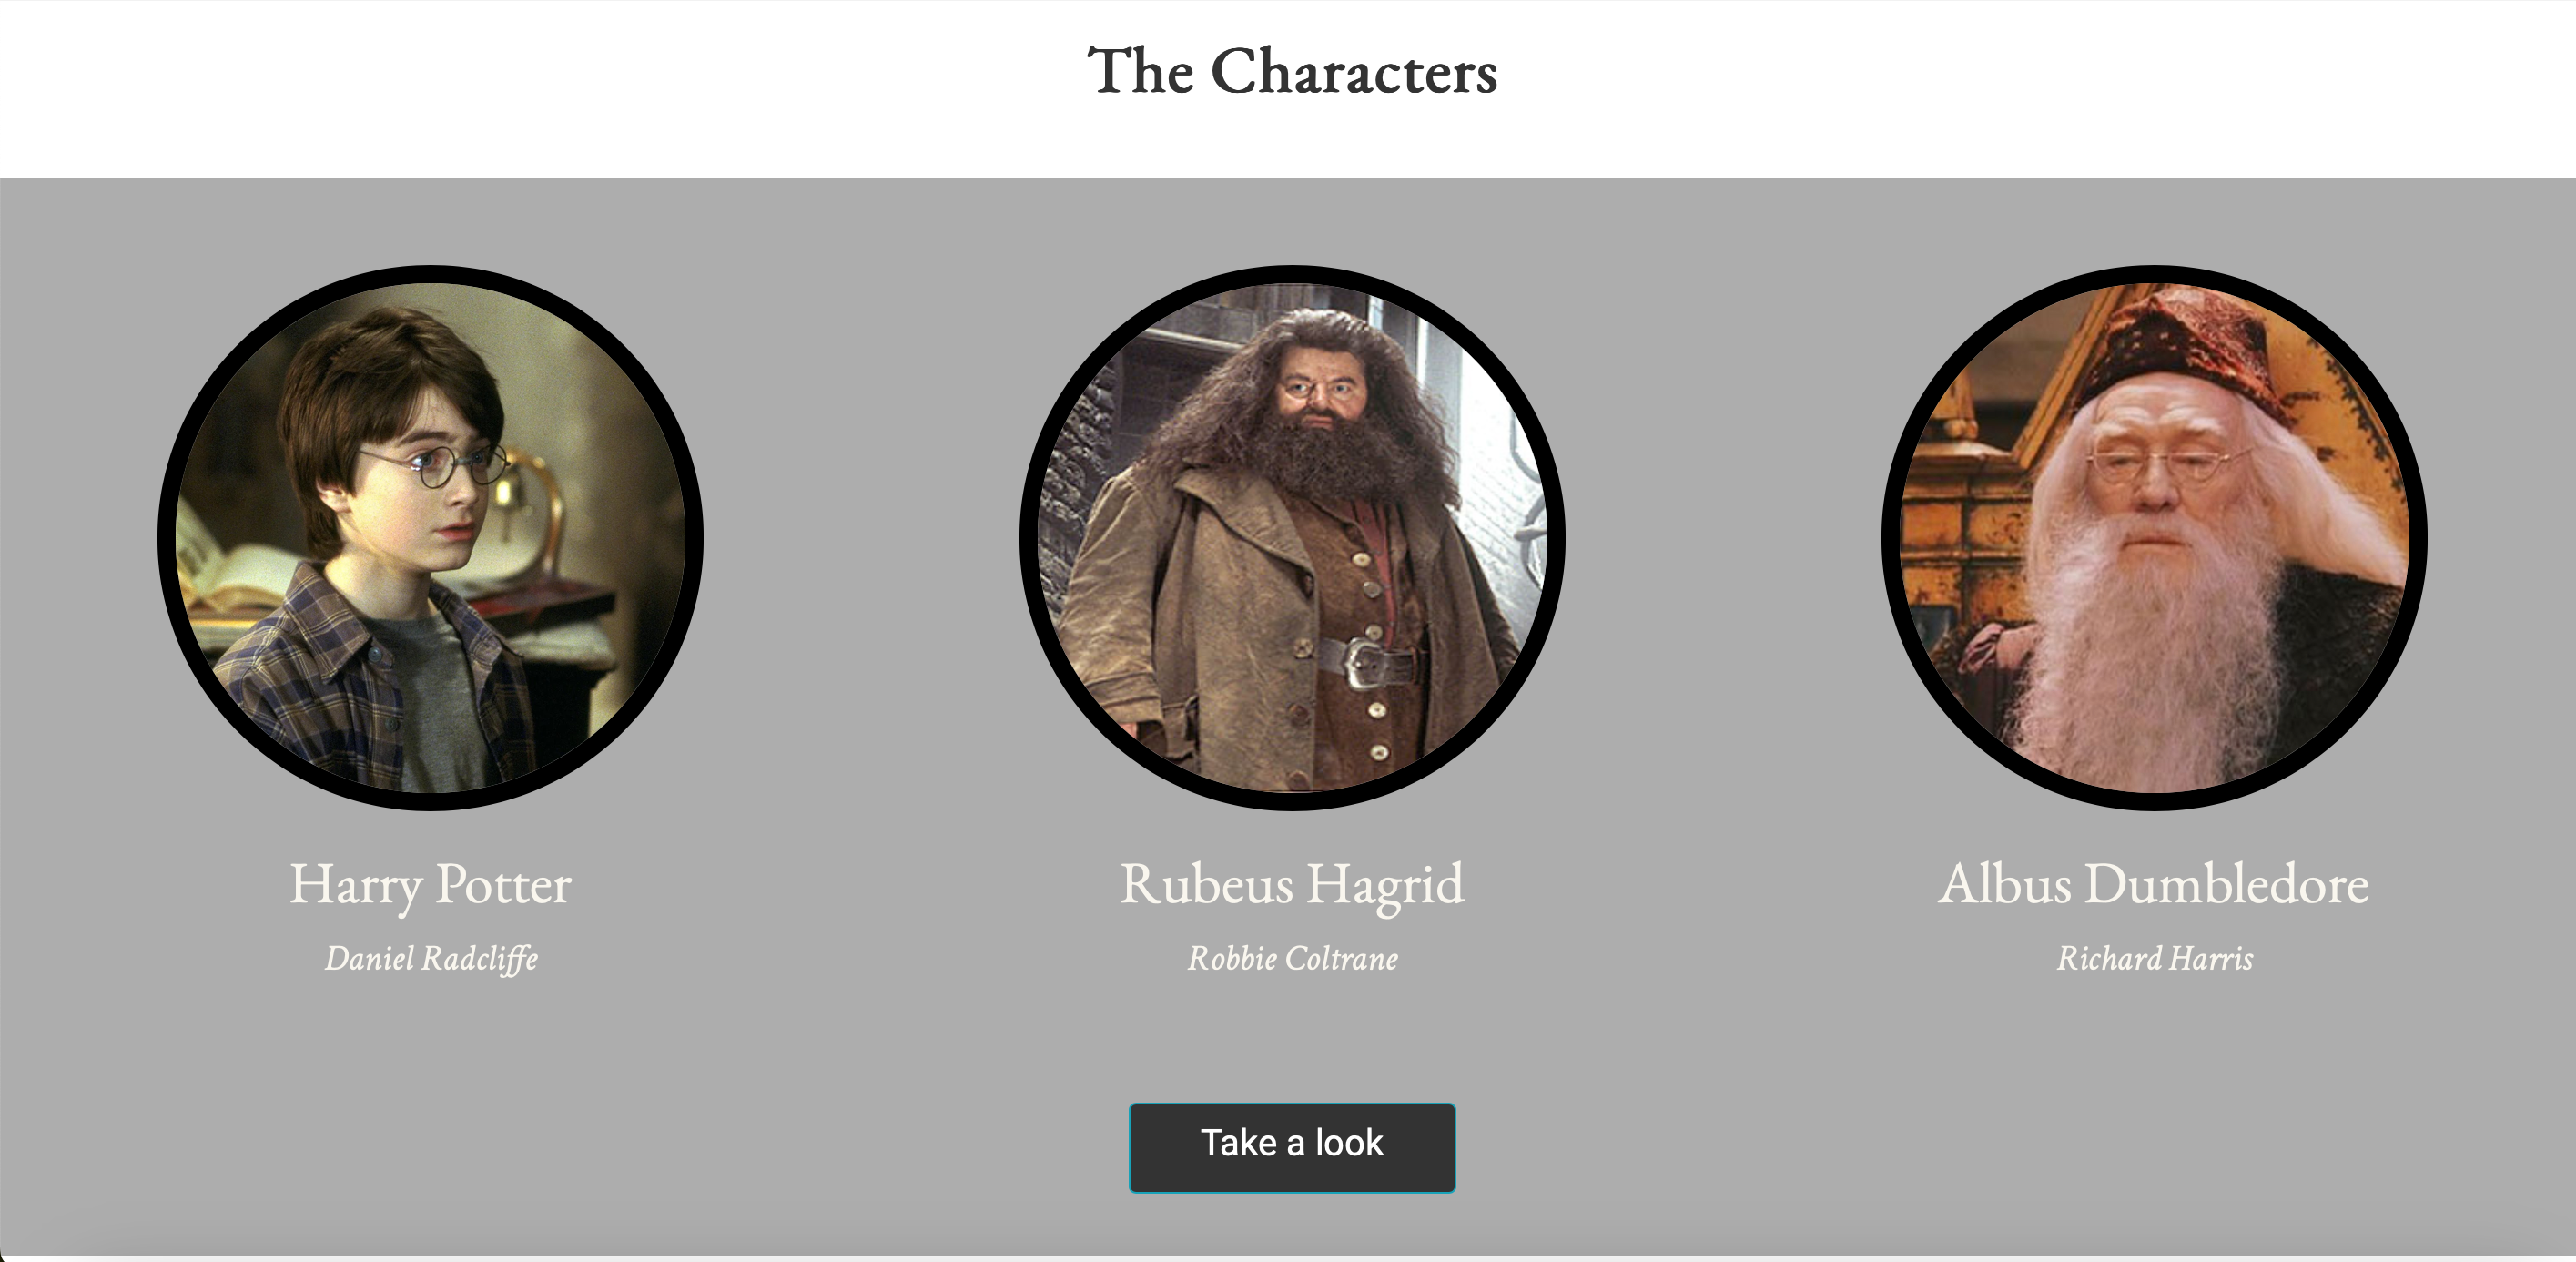 The Characters
Harry Potter
Rubeus Hagrid
Albus Dumbledore
Daniel Radcliffe
Robbie Coltrane
Richard Harris
Take a look